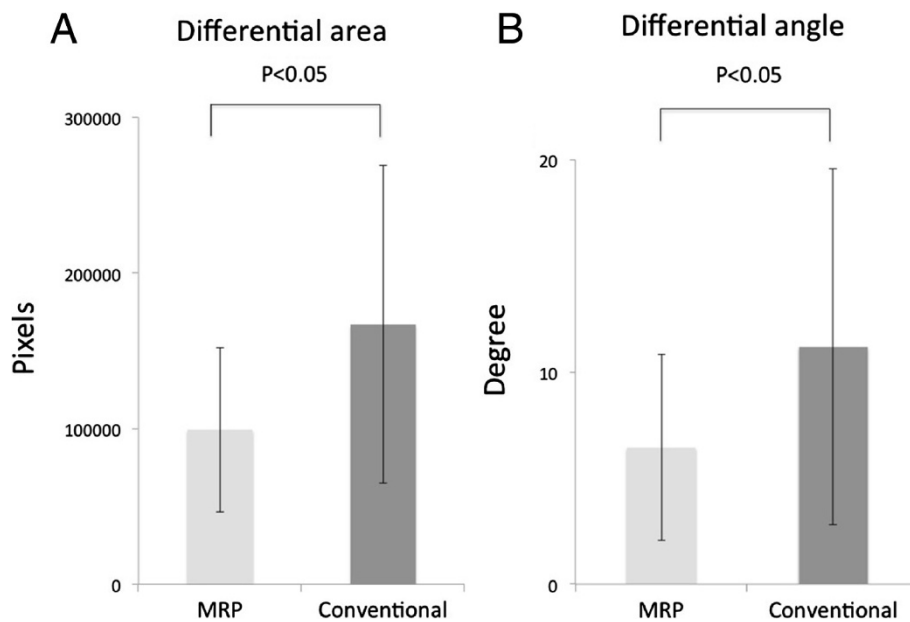 A
Differential area
P<0.05
300000
200000
100000
0
Pixels
MRP
Conventional
B
Differential angle
P<0.05
20
10
0
Degree
MRP
Conventional